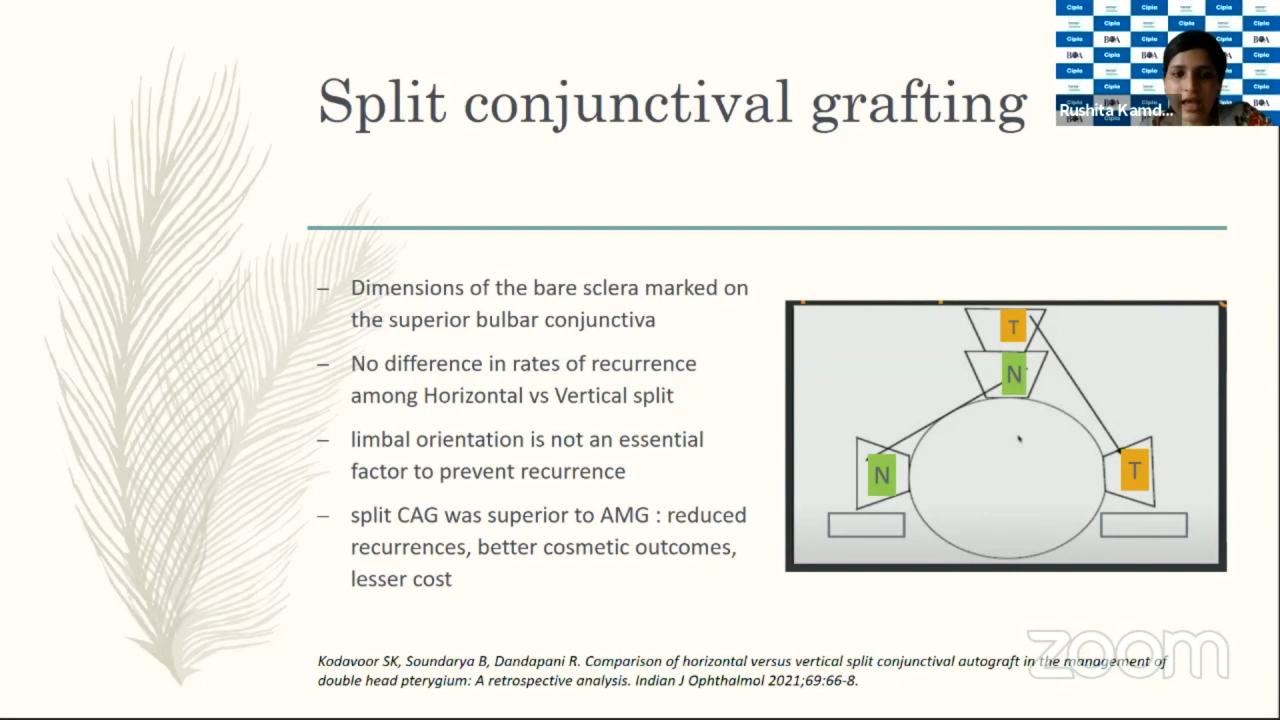 Split conjunctival grafting
Cipla
BOA
Rushita Kamd...
– Dimensions of the bare sclera marked on
the superior bulbar conjunctiva
– No difference in rates of recurrence
among Horizontal vs Vertical split
– limbal orientation is not an essential
factor to prevent recurrence
– split CAG was superior to AMG : reduced
recurrences, better cosmetic outcomes,
lesser cost
T
N
N
T
Kodavoor SK, Soundarya B, Dandapani R. Comparison of horizontal versus vertical split conjunctival autograft in the management of
double head pterygium: A retrospective analysis. Indian J Ophthalmol 2021;69:66-8.
zoom